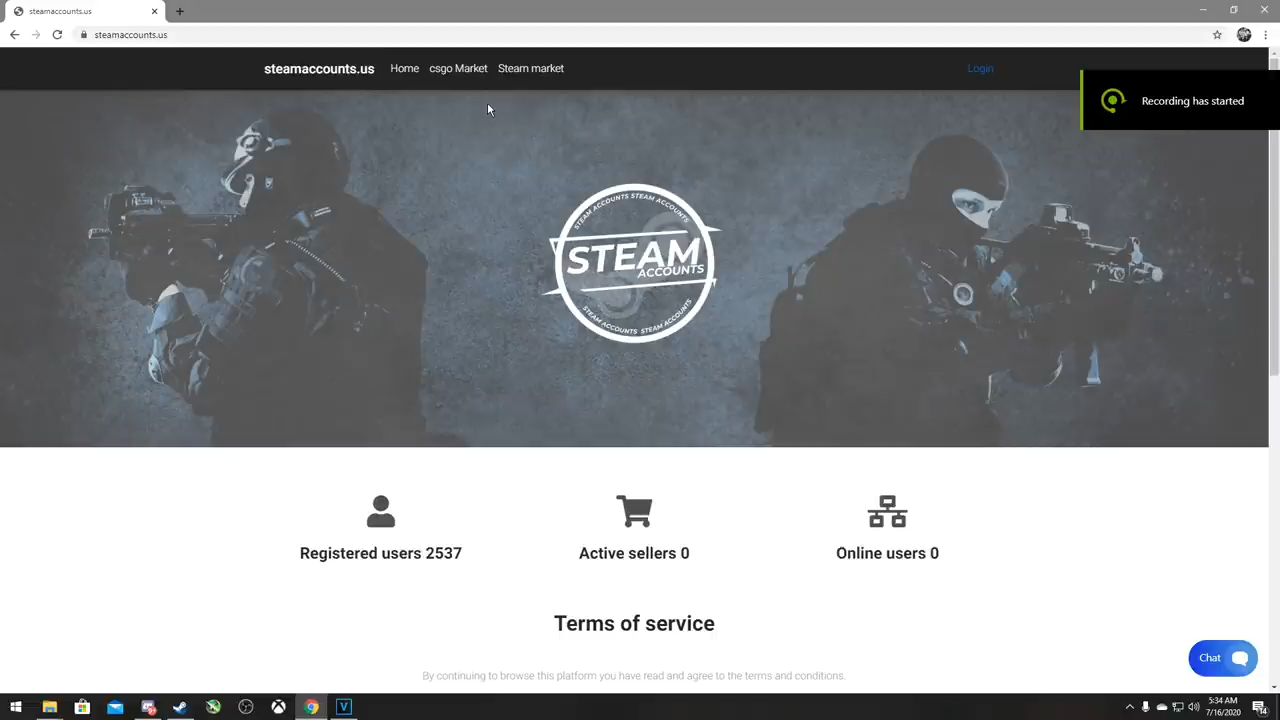 steamaccounts.us
steamaccounts.us
steamaccounts.us Home csgo Market Steam market Login
Recording has started
STEAM ACCOUNTS STEAM ACCOUNTS
STEAM
ACCOUNTS
STEAM ACCOUNTS STEAM ACCOUNTS
Registered users 2537 Active sellers 0 Online users 0
Terms of service
By continuing to browse this platform you have read and agree to the terms and conditions.
Chat
V
5:34 AM
7/16/2020
14